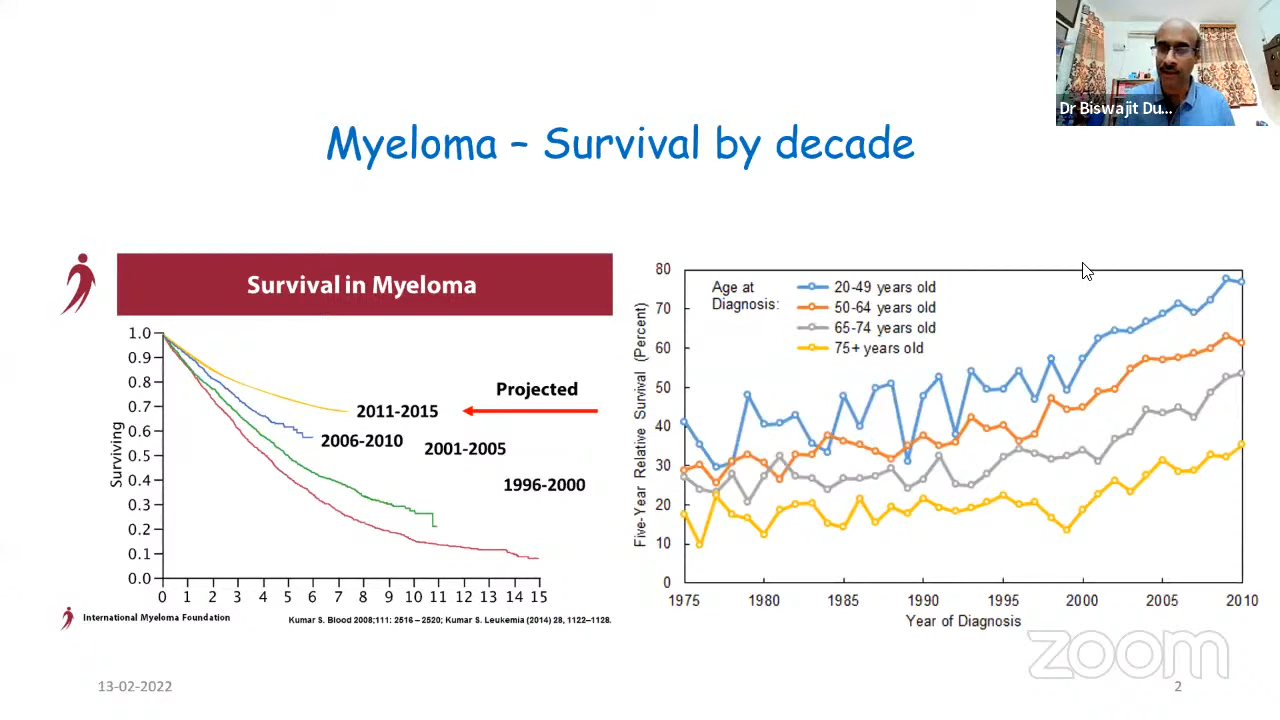 Dr Biswajit Du...
Myeloma – Survival by decade
Survival in Myeloma
1.0
0.9
0.8
0.7
0.6
0.5
0.4
0.3
0.2
0.1
0.0
Surviving
Projected
2011-2015
2006-2010
2001-2005
1996-2000
0 1 2 3 4 5 6 7 8 9 10 11 12 13 14 15
International Myeloma Foundation
Kumar S. Blood 2008;111: 2516 – 2520; Kumar S. Leukemia (2014) 28, 1122–1128.
80
70
60
50
40
30
20
10
0
Five-Year Relative Survival (Percent)
Age at
Diagnosis:
20-49 years old
50-64 years old
65-74 years old
75+ years old
1975 1980 1985 1990 1995 2000 2005 2010
Year of Diagnosis
zoom
13-02-2022
2